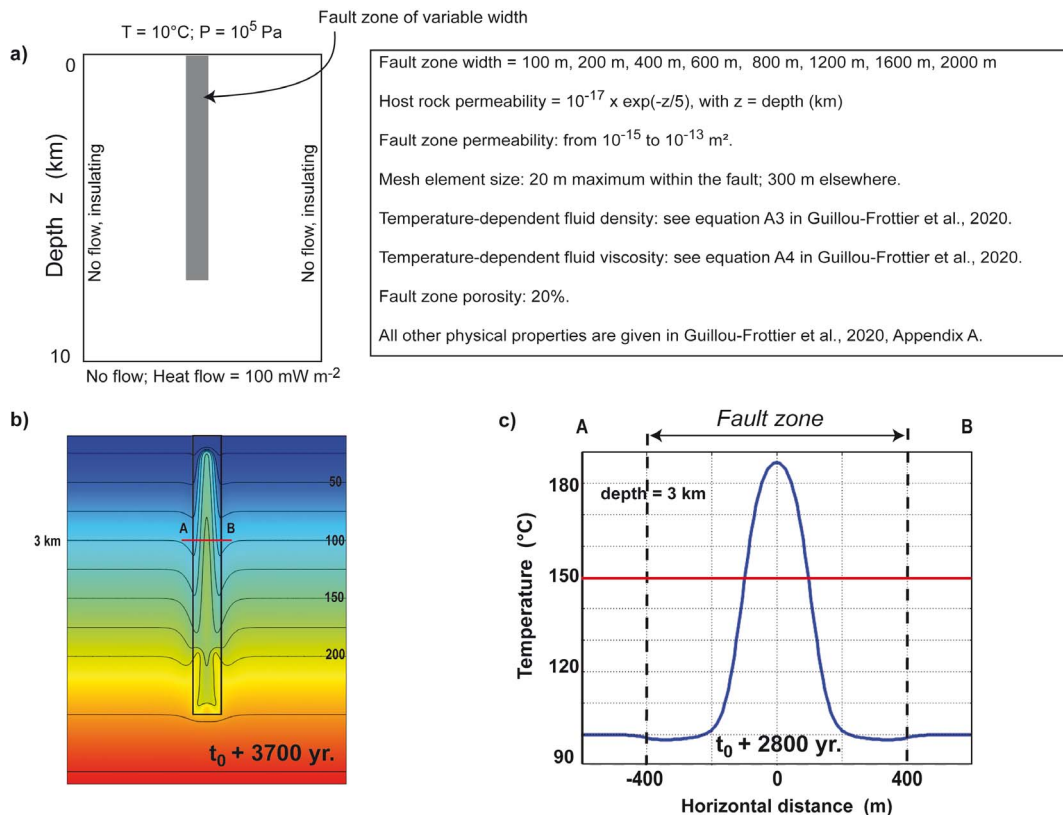 Fault zone of variable width
T = 10°C; P = 10⁵ Pa
a)
0
Depth z (km)
No flow, insulating
No flow, insulating
10
No flow; Heat flow = 100 mW m⁻²
Fault zone width = 100 m, 200 m, 400 m, 600 m, 800 m, 1200 m, 1600 m, 2000 m
Host rock permeability = 10⁻¹⁷ x exp(-z/5), with z = depth (km)
Fault zone permeability: from 10⁻¹⁵ to 10⁻¹³ m².
Mesh element size: 20 m maximum within the fault; 300 m elsewhere.
Temperature-dependent fluid density: see equation A3 in Guillou-Frottier et al., 2020.
Temperature-dependent fluid viscosity: see equation A4 in Guillou-Frottier et al., 2020.
Fault zone porosity: 20%.
All other physical properties are given in Guillou-Frottier et al., 2020, Appendix A.
b)
50
A B
3 km
100
150
200
t₀ + 3700 yr.
c)
A
Fault zone
B
180
depth = 3 km
150
120
90
Temperature (°C)
t₀ + 2800 yr.
-400
0
400
Horizontal distance (m)